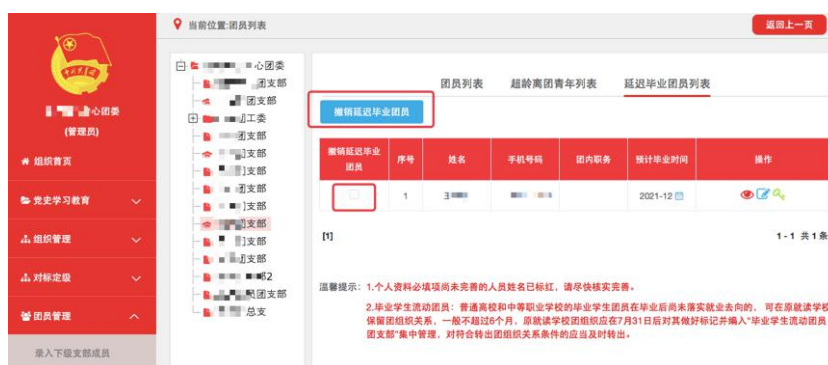 当前位置:团员列表
返回上一页
心团委
(管理员)
组织首页
党史学习教育
组织管理
对标定级
团员管理
录入下级支部成员
心团委
团支部
团支部
工委
支部
支部
支部
支部
支部
支部
支部
支部
2
团支部
总支
团员列表
超龄离团青年列表
延迟毕业团员列表
撤销延迟毕业团员
撤销延迟毕业
团员
序号
姓名
手机号码
团内职务
预计毕业时间
操作
1
王
2021-12
[1]
1 - 1 共 1 条
温馨提示: 1.个人资料必填项尚未完善的人员姓名已标红，请尽快核实完善。
2.毕业学生流动团员：普通高校和中等职业学校的毕业学生团员在毕业后尚未落实就业去向的， 可在原就读学校
保留团组织关系，一般不超过6个月，原就读学校团组织应在7月31日后对其做好标记并编入"毕业学生流动团员
团支部"集中管理，对符合转出团组织关系条件的应当及时转出。